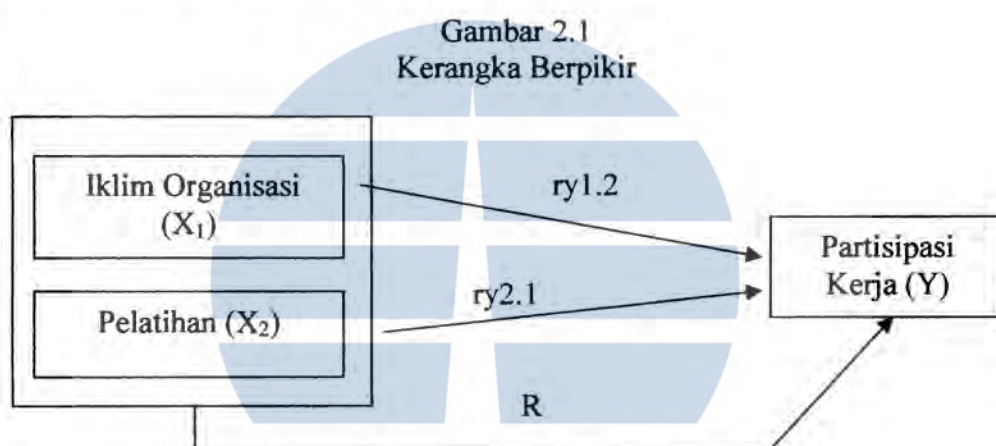 Gambar 2.1
Kerangka Berpikir
Iklim Organisasi
(X₁)
ry1.2
Partisipasi
Kerja (Y)
Pelatihan (X₂)
ry2.1
R